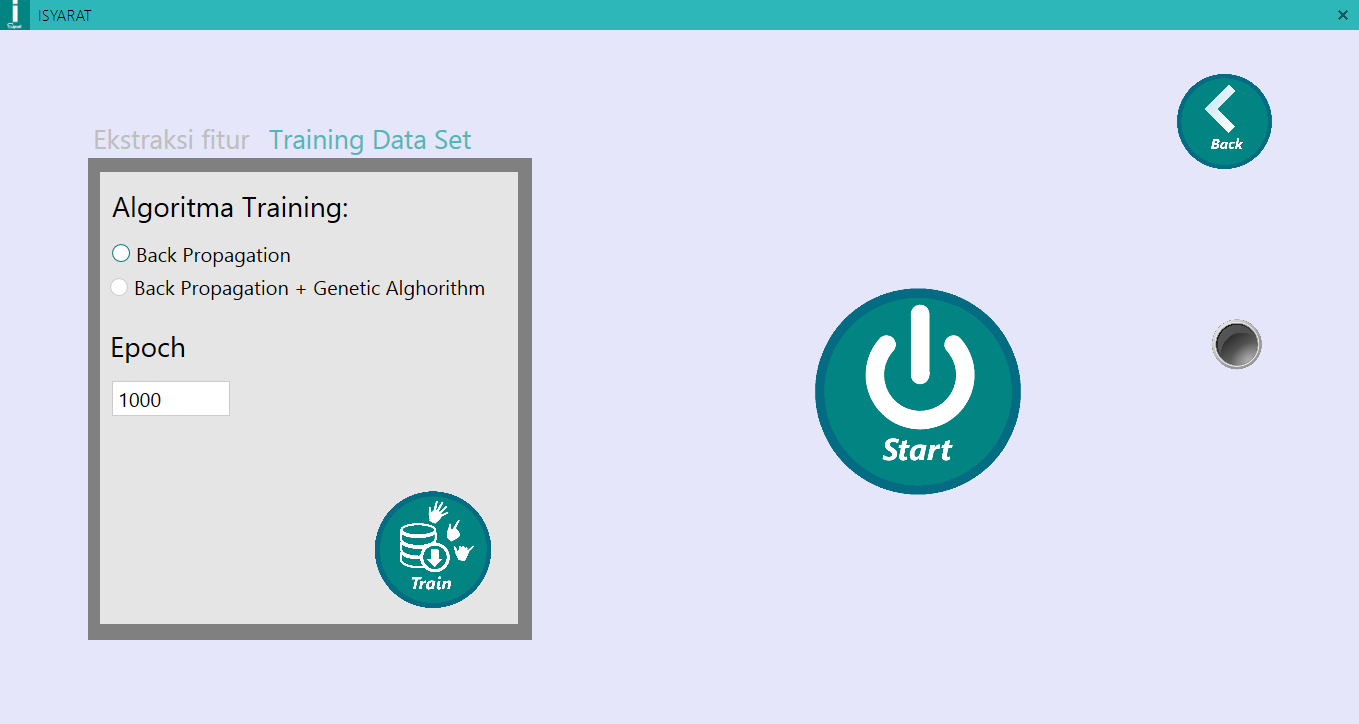 ISYARAT
Back
Ekstraksi fitur Training Data Set
Algoritma Training:
Back Propagation
Back Propagation + Genetic Alghorithm
Epoch
1000
Start
Train